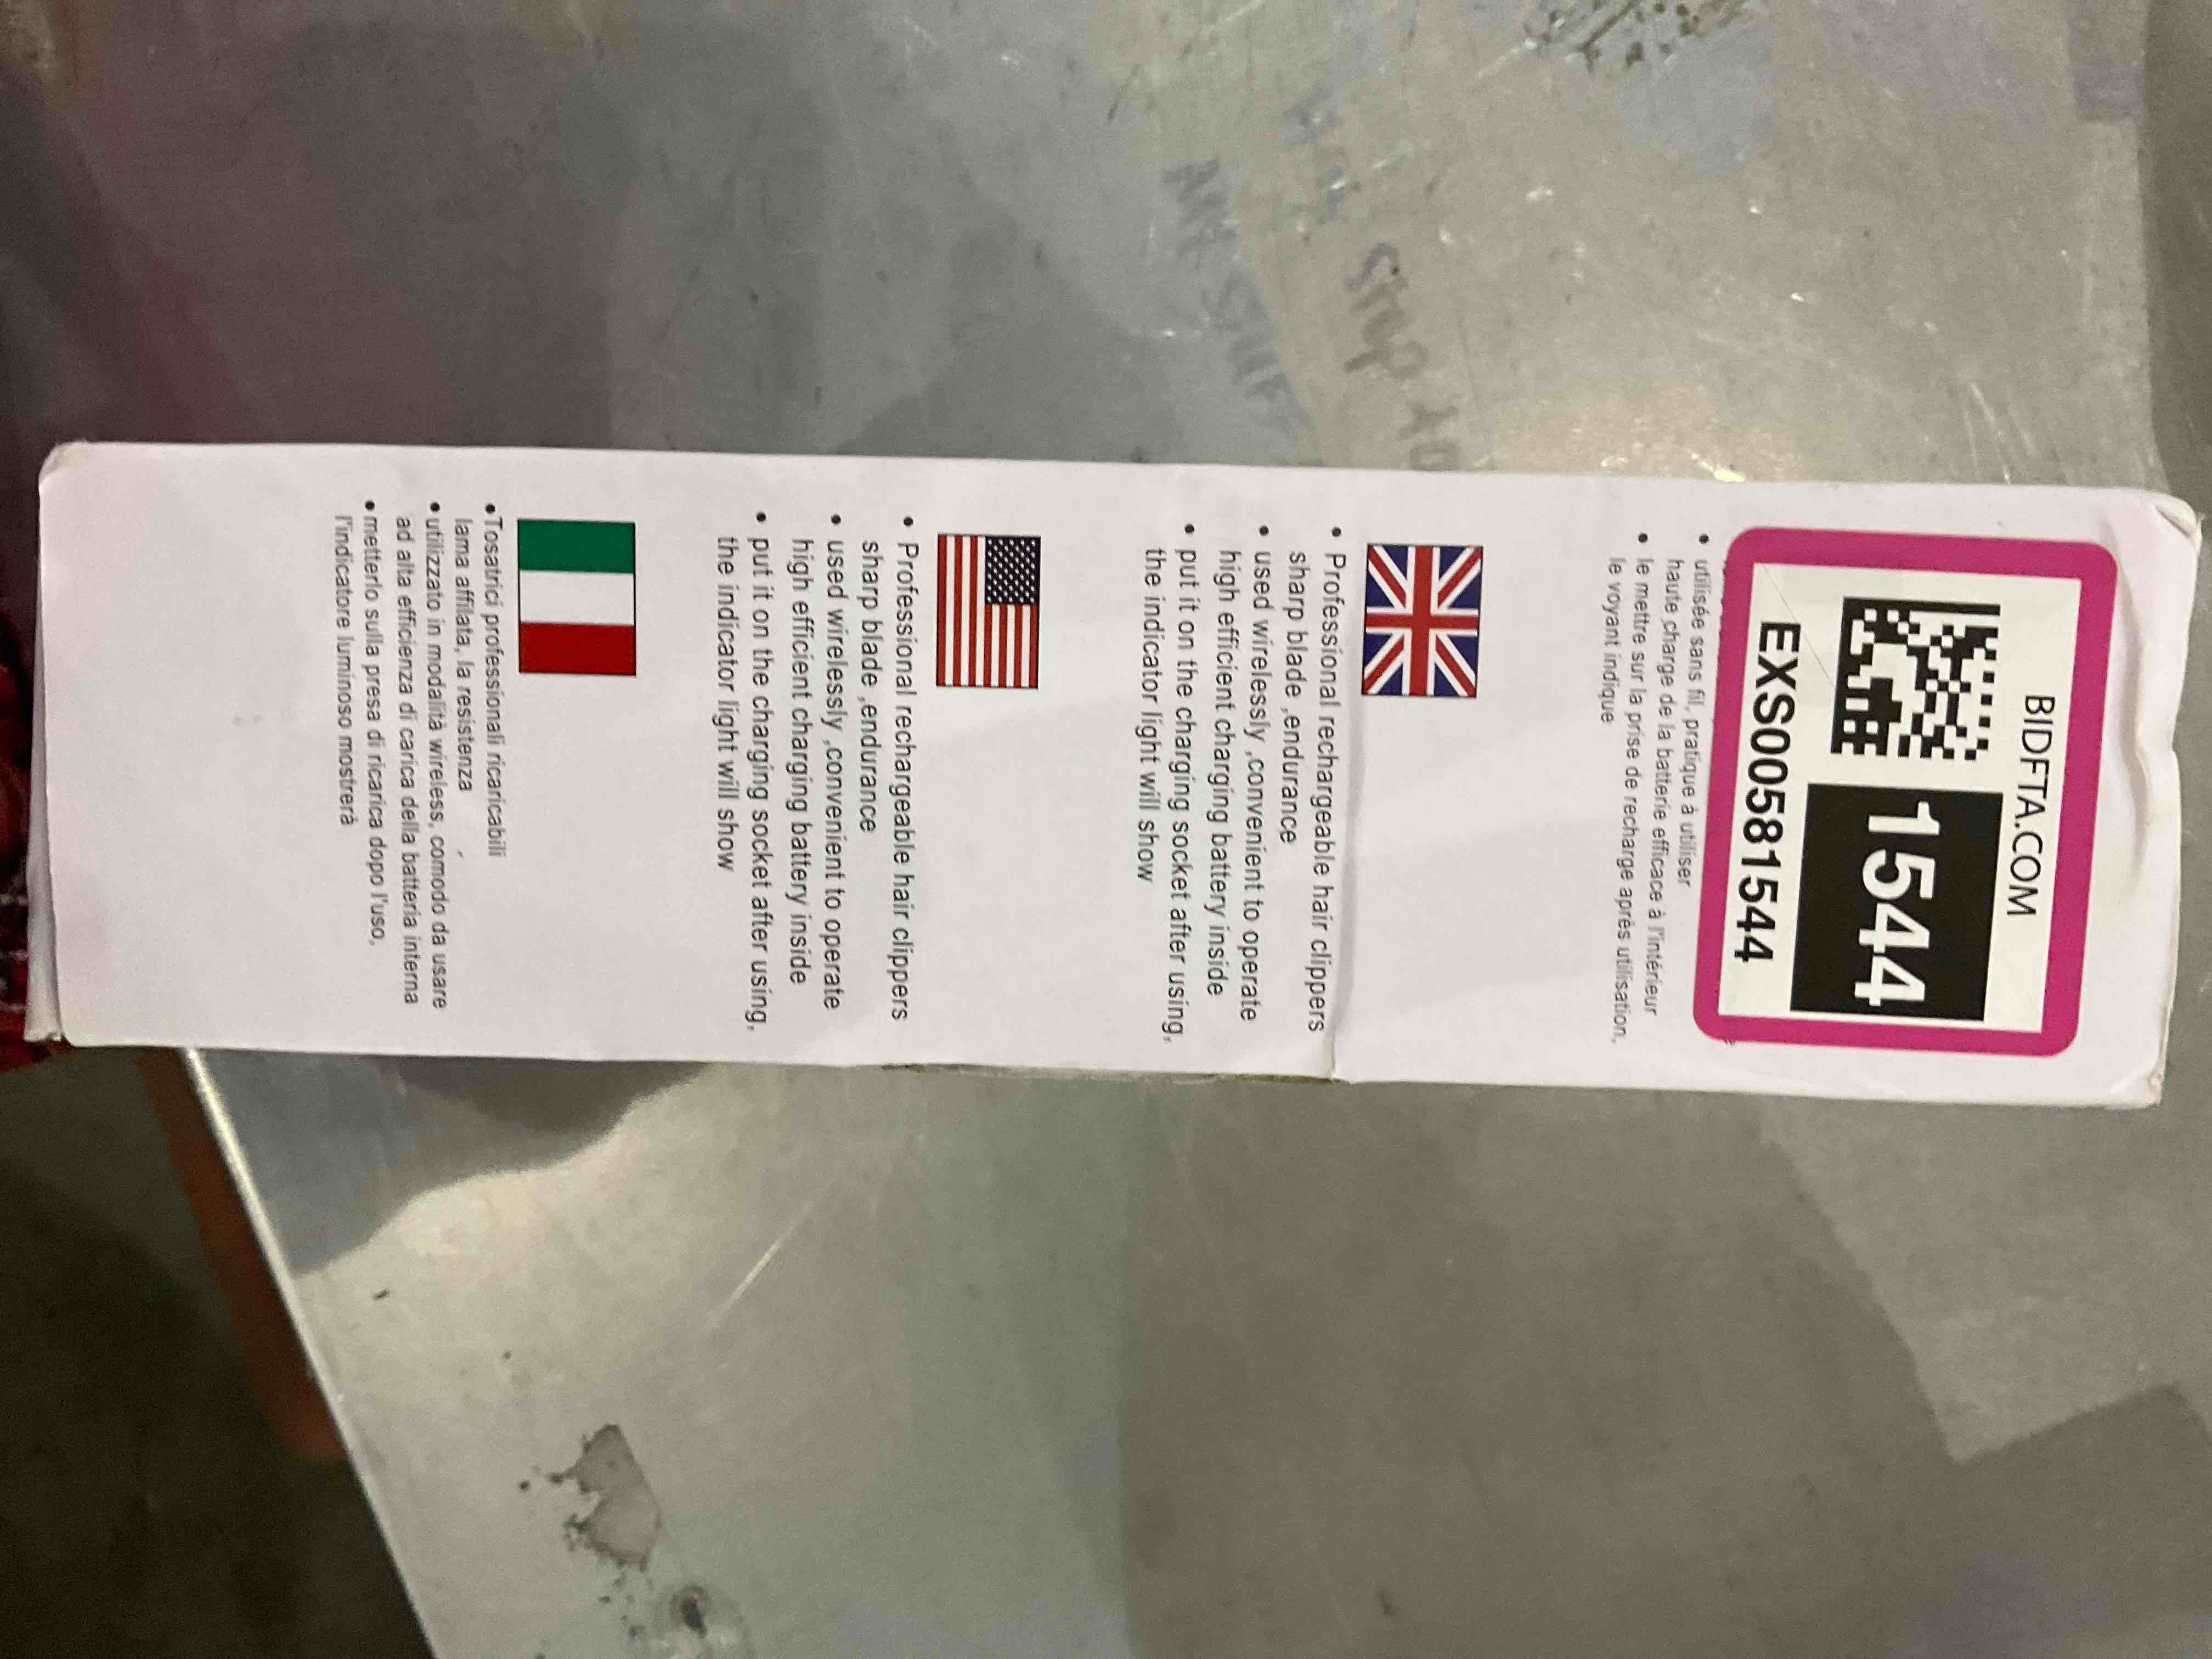 BIDFTA.COM
1544
EXS00581544
• utilisée sans fil, pratique à utiliser
haute charge de la batterie efficace à l'intérieur
• le mettre sur la prise de recharge après utilisation,
le voyant indique
• Professional rechargeable hair clippers
sharp blade ,endurance
• used wirelessly ,convenient to operate
high efficient charging battery inside
• put it on the charging socket after using,
the indicator light will show
• Professional rechargeable hair clippers
sharp blade ,endurance
• used wirelessly ,convenient to operate
high efficient charging battery inside
• put it on the charging socket after using,
the indicator light will show
•Tosatrici professionali ricaricabili
lama affilata, la resistenza
• utilizzato in modalità wireless, comodo da usare
ad alta efficienza di carica della batteria interna
• metterlo sulla presa di ricarica dopo l'uso,
l'indicatore luminoso mostrerà
Stop to